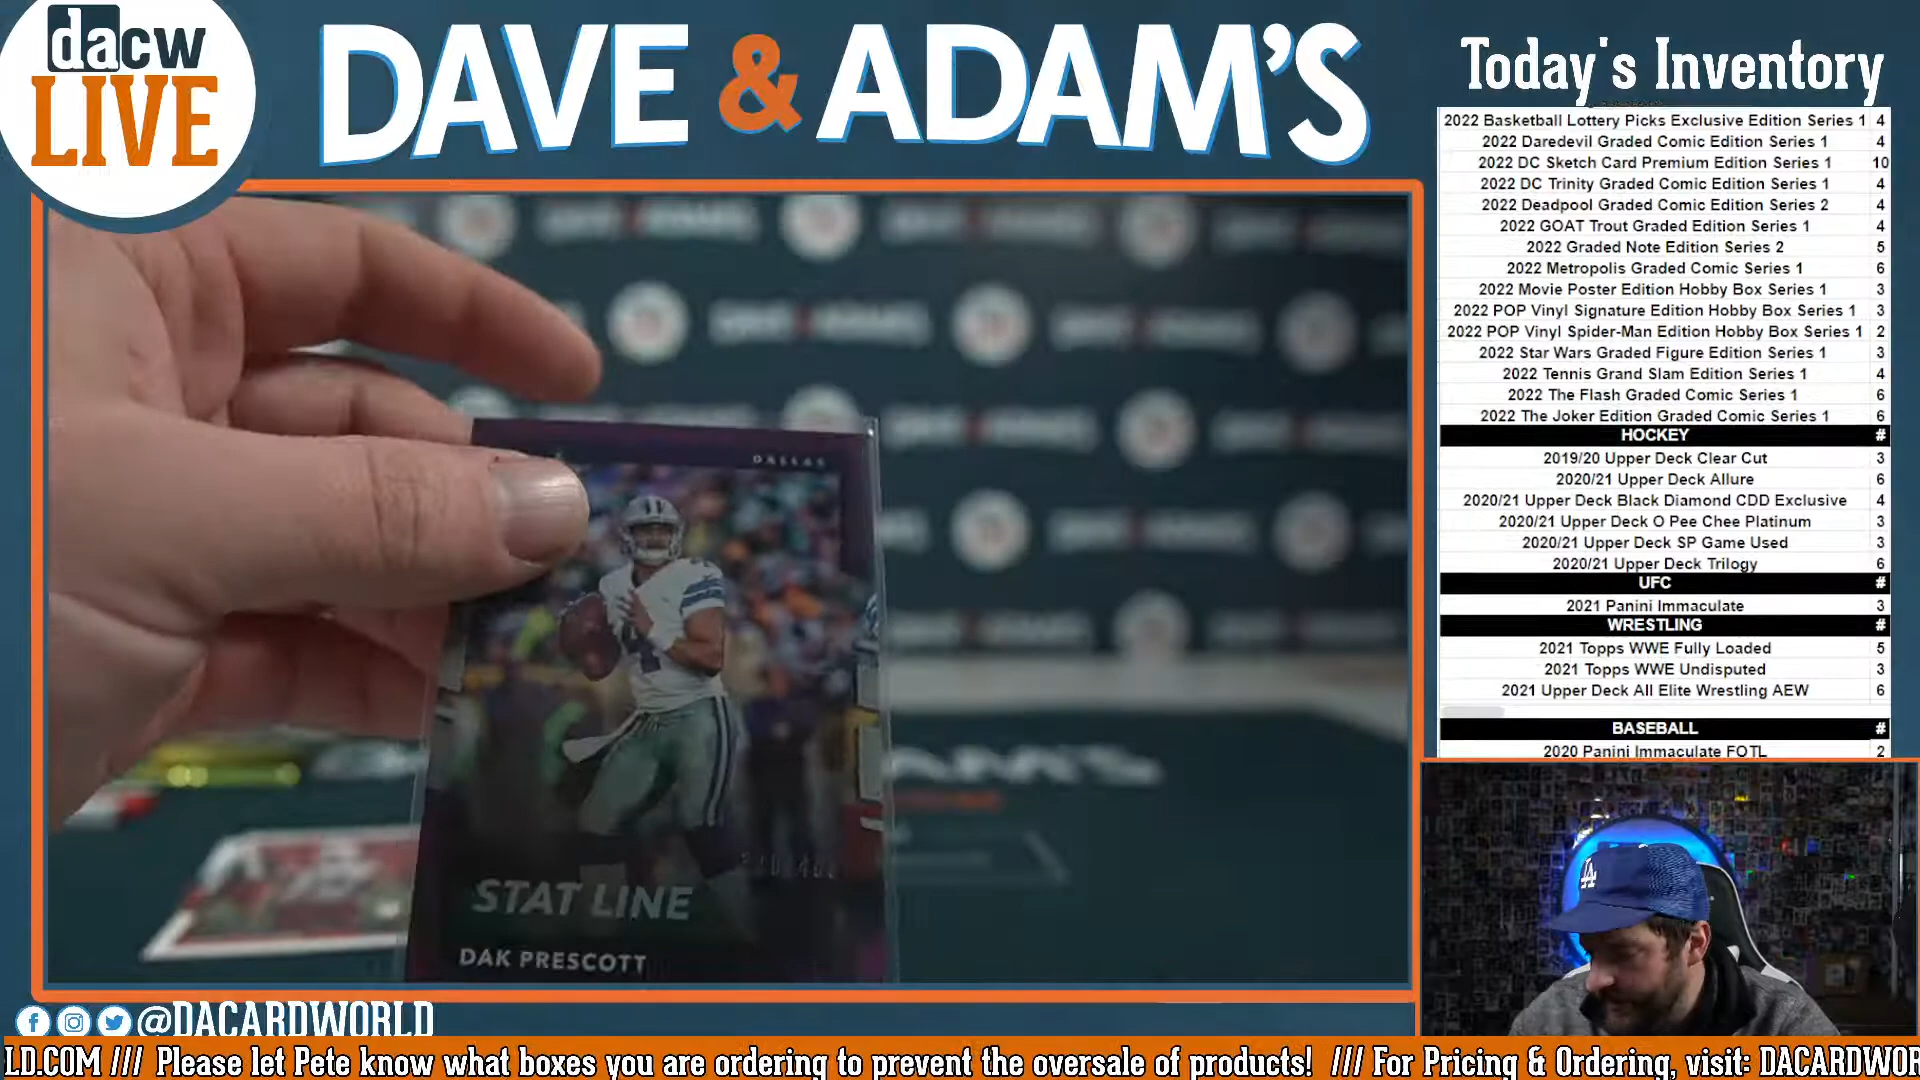 dacw
LIVE
DAVE & ADAM'S
Today's Inventory
2022 Basketball Lottery Picks Exclusive Edition Series 1 4
2022 Daredevil Graded Comic Edition Series 1 4
2022 DC Sketch Card Premium Edition Series 1 10
2022 DC Trinity Graded Comic Edition Series 1 4
2022 Deadpool Graded Comic Edition Series 2 4
2022 GOAT Trout Graded Edition Series 1 4
2022 Graded Note Edition Series 2 5
2022 Metropolis Graded Comic Series 1 6
2022 Movie Poster Edition Hobby Box Series 1 3
2022 POP Vinyl Signature Edition Hobby Box Series 1 3
2022 POP Vinyl Spider-Man Edition Hobby Box Series 1 2
2022 Star Wars Graded Figure Edition Series 1 3
2022 Tennis Grand Slam Edition Series 1 4
2022 The Flash Graded Comic Series 1 6
2022 The Joker Edition Graded Comic Series 1 6
HOCKEY #
2019/20 Upper Deck Clear Cut 3
2020/21 Upper Deck Allure 6
2020/21 Upper Deck Black Diamond CDD Exclusive 4
2020/21 Upper Deck O Pee Chee Platinum 3
2020/21 Upper Deck SP Game Used 3
2020/21 Upper Deck Trilogy 6
UFC #
2021 Panini Immaculate 3
WRESTLING #
2021 Topps WWE Fully Loaded 5
2021 Topps WWE Undisputed 3
2021 Upper Deck All Elite Wrestling AEW 6
BASEBALL #
2020 Panini Immaculate FOTL 2
DALLAS
4
STAT LINE
DAK PRESCOTT
LA
@DACARDWORLD
LD.COM /// Please let Pete know what boxes you are ordering to prevent the oversale of products! /// For Pricing & Ordering, visit: DACARDWOR